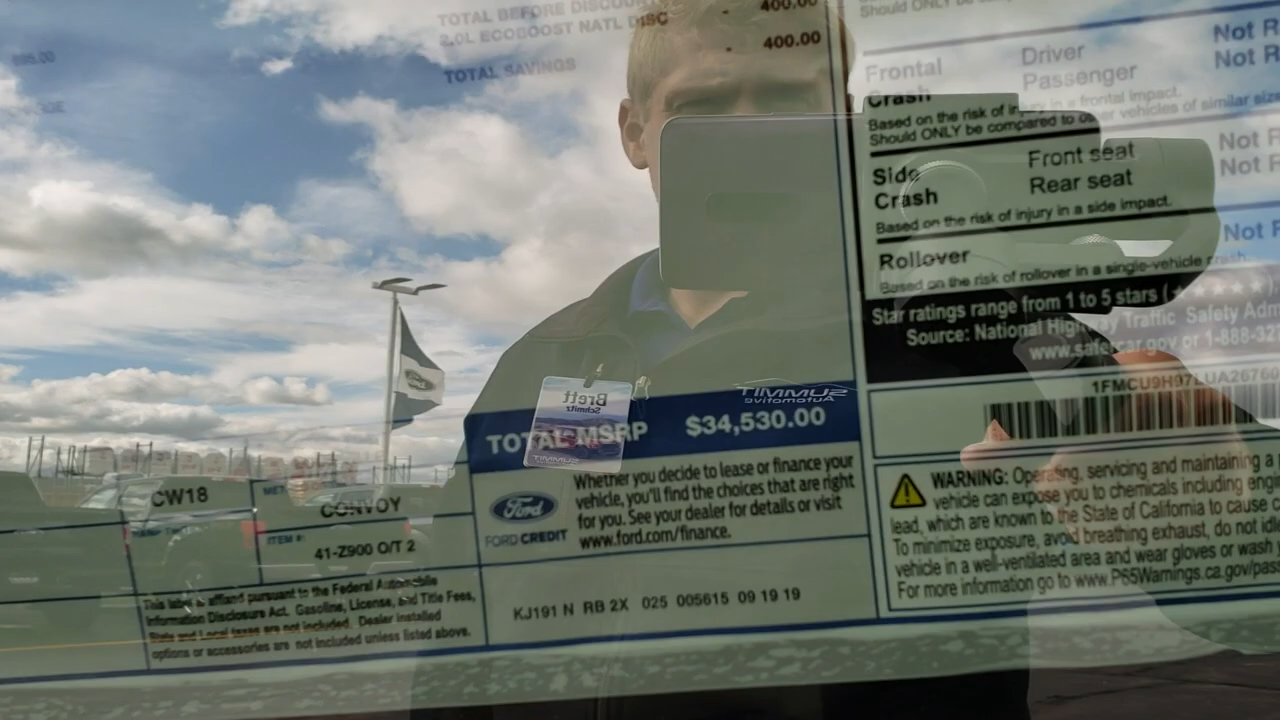 TOTAL BEFORE DISCOUN
400.00
2.0L ECOBOOST NATL DISC - 400.00
TOTAL SAVINGS
Should ONLY be
Frontal
Crash
Driver
Passenger
Not R
Not R
Based on the risk of injury in a frontal impact.
Should ONLY be compared to other vehicles of similar size
Side
Crash
Front seat
Rear seat
Not R
Not R
Based on the risk of injury in a side impact.
Rollover
Not R
Based on the risk of rollover in a single-vehicle crash.
Star ratings range from 1 to 5 stars (★★★★★)
Source: National Highway Traffic Safety Adm
www.safercar.gov or 1-888-327
1FMCU9H97LUA26760
Brett
Schmitz
SUMMIT
SUMMIT
Automotive
TOTAL MSRP $34,530.00
Ford
FORD CREDIT
Whether you decide to lease or finance your
vehicle, you'll find the choices that are right
for you. See your dealer for details or visit
www.ford.com/finance.
WARNING: Operating, servicing and maintaining a p
vehicle can expose you to chemicals including engin
lead, which are known to the State of California to cause c
To minimize exposure, avoid breathing exhaust, do not idl
vehicle in a well-ventilated area and wear gloves or wash
For more information go to www.P65Warnings.ca.gov/pass
Ford
CW18
CONVOY
ITEM #:
41-Z900 O/T 2
This label is affixed pursuant to the Federal Automobile
Information Disclosure Act. Gasoline, License, and Title Fees,
State and Local taxes are not included. Dealer installed
options or accessories are not included unless listed above.
KJ191 N RB 2X 025 005615 09 19 19